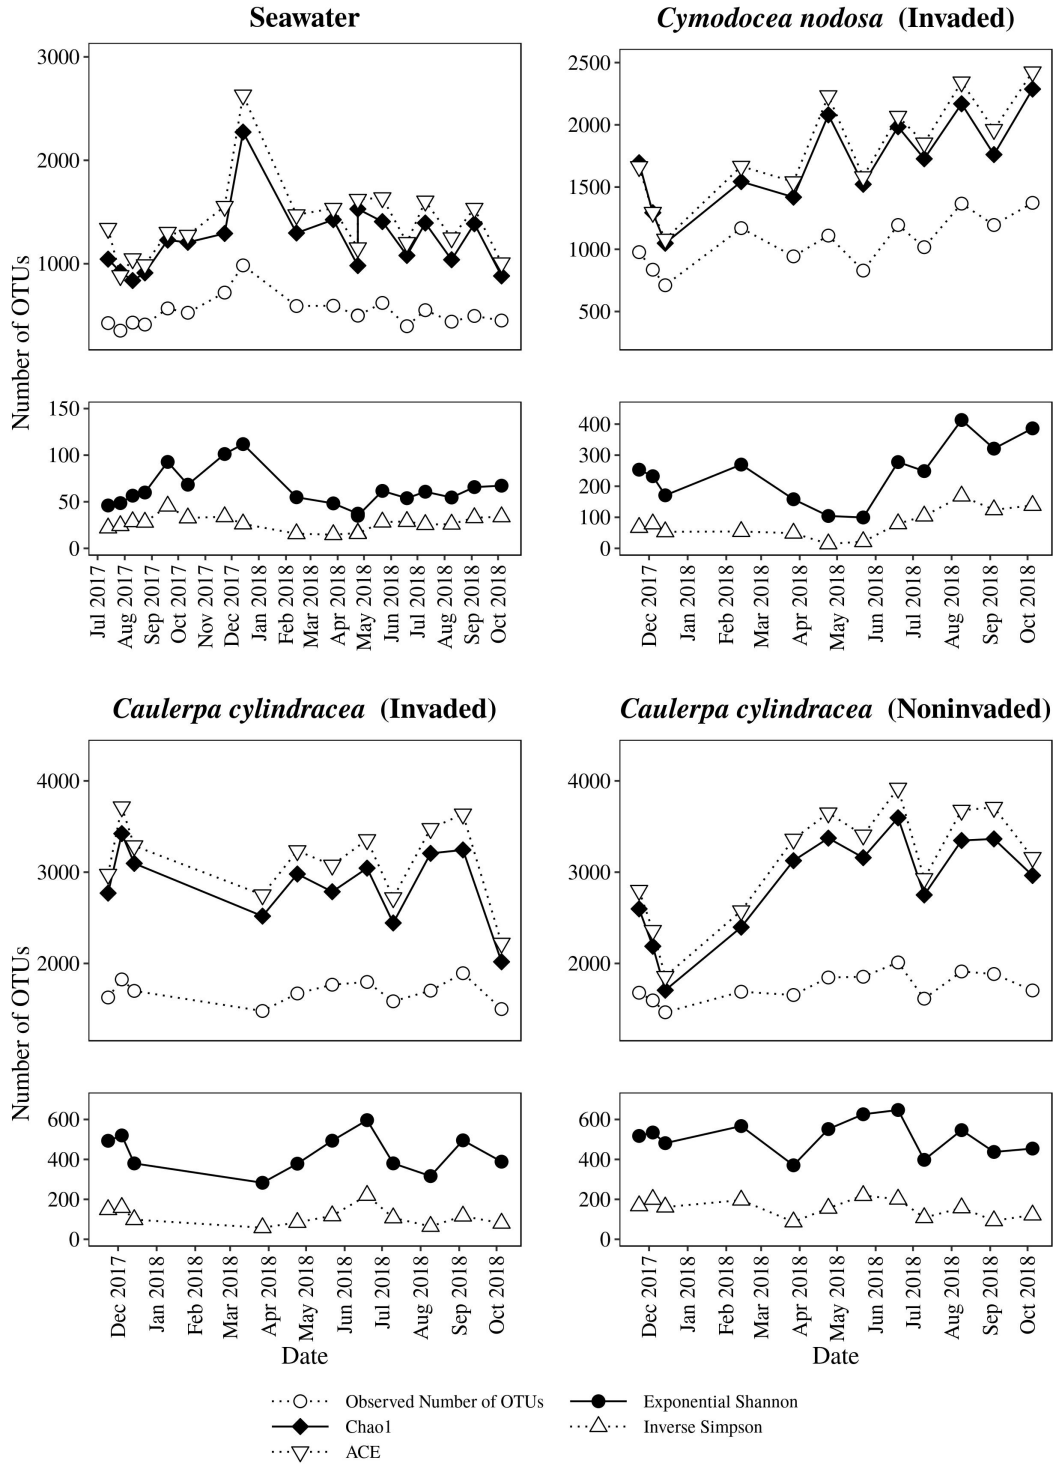 Seawater
Cymodocea nodosa (Invaded)
Number of OTUs
3000
2000
1000
2500
2000
1500
1000
500
150
100
50
0
400
300
200
100
0
Jul 2017
Aug 2017
Sep 2017
Oct 2017
Nov 2017
Dec 2017
Jan 2018
Feb 2018
Mar 2018
Apr 2018
May 2018
Jun 2018
Jul 2018
Aug 2018
Sep 2018
Oct 2018
Dec 2017
Jan 2018
Feb 2018
Mar 2018
Apr 2018
May 2018
Jun 2018
Jul 2018
Aug 2018
Sep 2018
Oct 2018
Caulerpa cylindracea (Invaded)
Caulerpa cylindracea (Noninvaded)
Number of OTUs
4000
3000
2000
4000
3000
2000
600
400
200
0
600
400
200
0
Dec 2017
Jan 2018
Feb 2018
Mar 2018
Apr 2018
May 2018
Jun 2018
Jul 2018
Aug 2018
Sep 2018
Oct 2018
Dec 2017
Jan 2018
Feb 2018
Mar 2018
Apr 2018
May 2018
Jun 2018
Jul 2018
Aug 2018
Sep 2018
Oct 2018
Date
Date
Observed Number of OTUs
Exponential Shannon
Chao1
Inverse Simpson
ACE